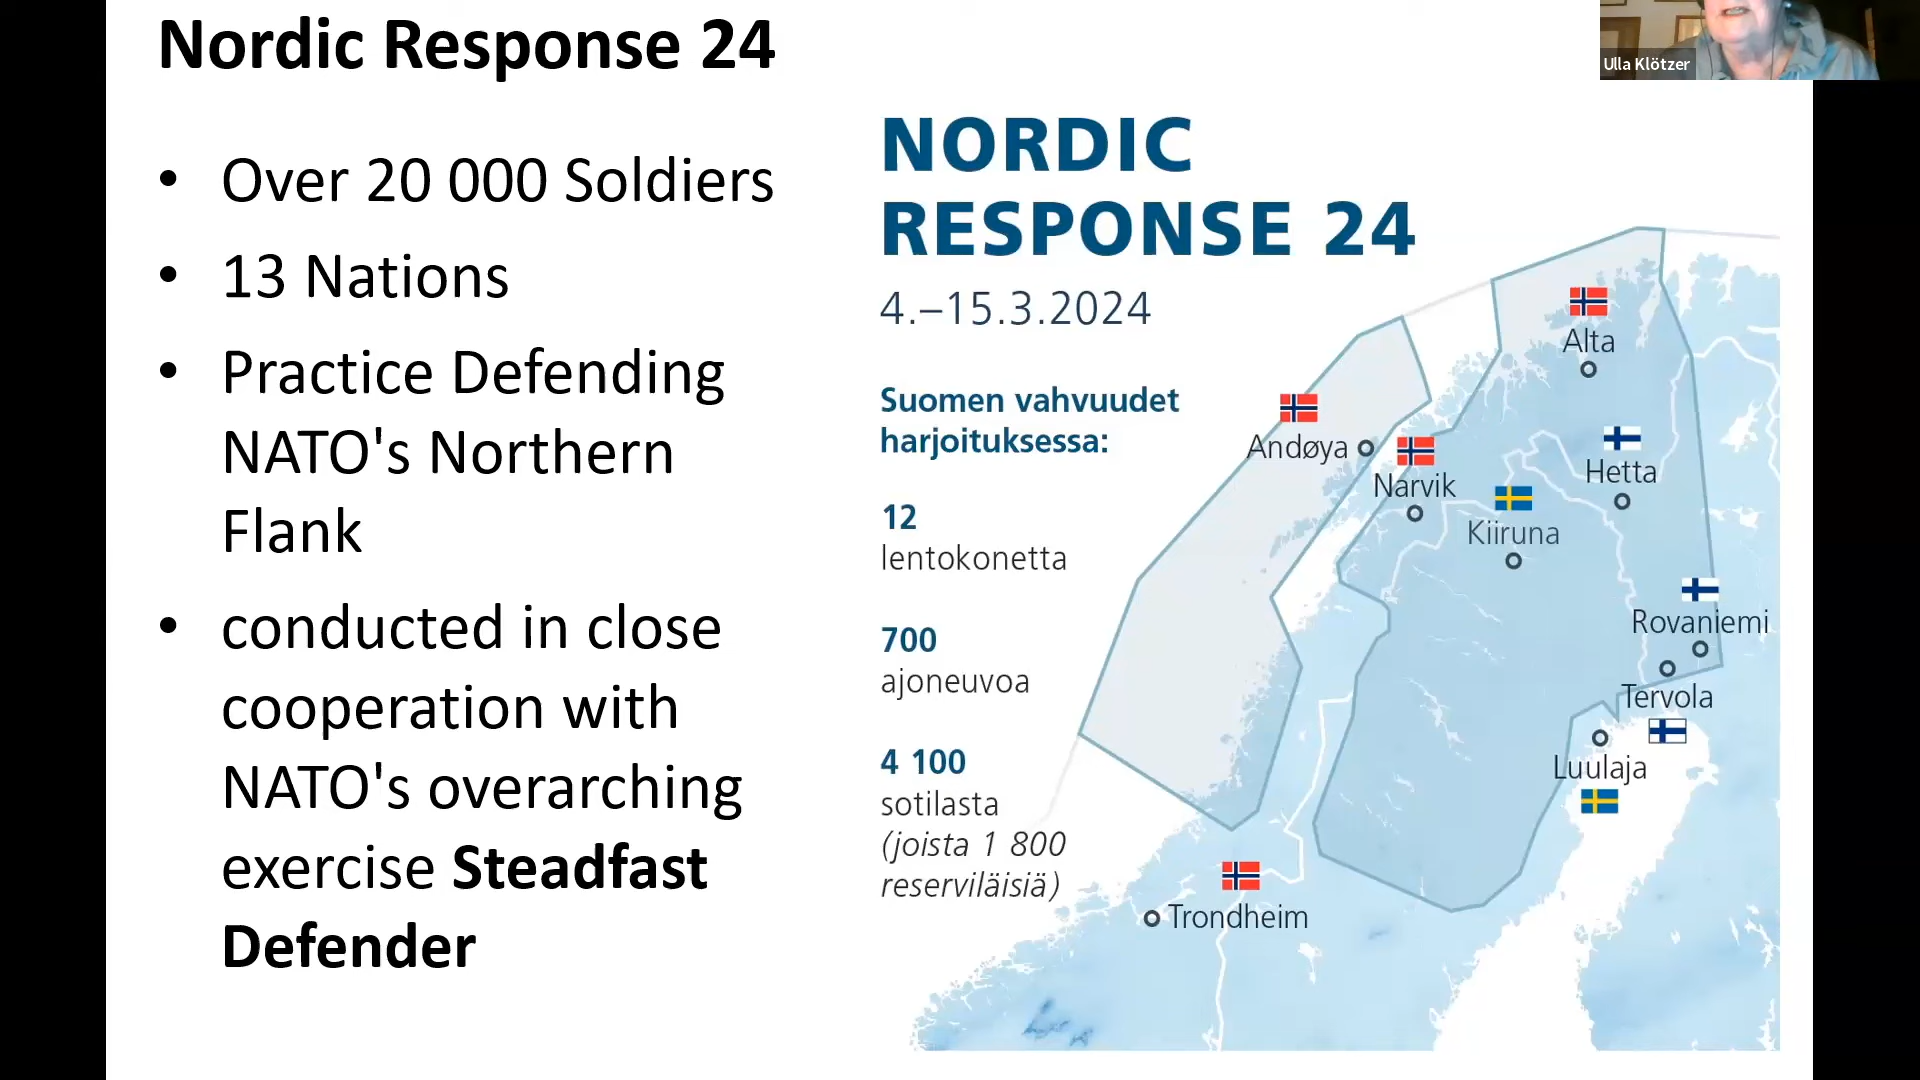 Nordic Response 24
Ulla Klötzer
• Over 20 000 Soldiers
• 13 Nations
• Practice Defending
NATO's Northern
Flank
• conducted in close
cooperation with
NATO's overarching
exercise Steadfast
Defender
NORDIC
RESPONSE 24
4.–15.3.2024
Suomen vahvuudet
harjoituksessa:
12
lentokonetta
700
ajoneuvoa
4 100
sotilasta
(joista 1 800
reserviläisiä)
Alta
Andøya
Narvik
Hetta
Kiiruna
Rovaniemi
Tervola
Luulaja
Trondheim